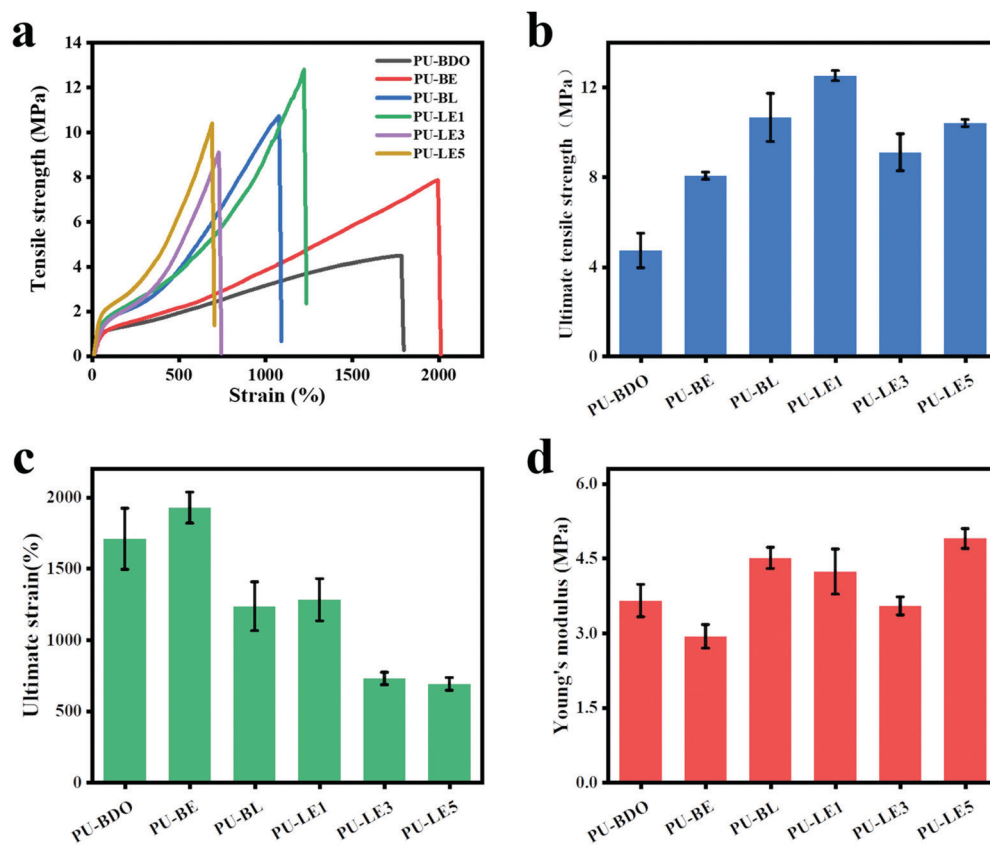 a
14
12
10
8
6
4
2
0
Tensile strength (MPa)
PU-BDO
PU-BE
PU-BL
PU-LE1
PU-LE3
PU-LE5
0 500 1000 1500 2000
Strain (%)
b
12
8
4
0
Ultimate tensile strength（MPa）
PU-BDO PU-BE PU-BL PU-LE1 PU-LE3 PU-LE5
c
2000
1500
1000
500
0
Ultimate strain(%)
PU-BDO PU-BE PU-BL PU-LE1 PU-LE3 PU-LE5
d
6.0
4.5
3.0
1.5
0.0
Young's modulus (MPa)
PU-BDO PU-BE PU-BL PU-LE1 PU-LE3 PU-LE5